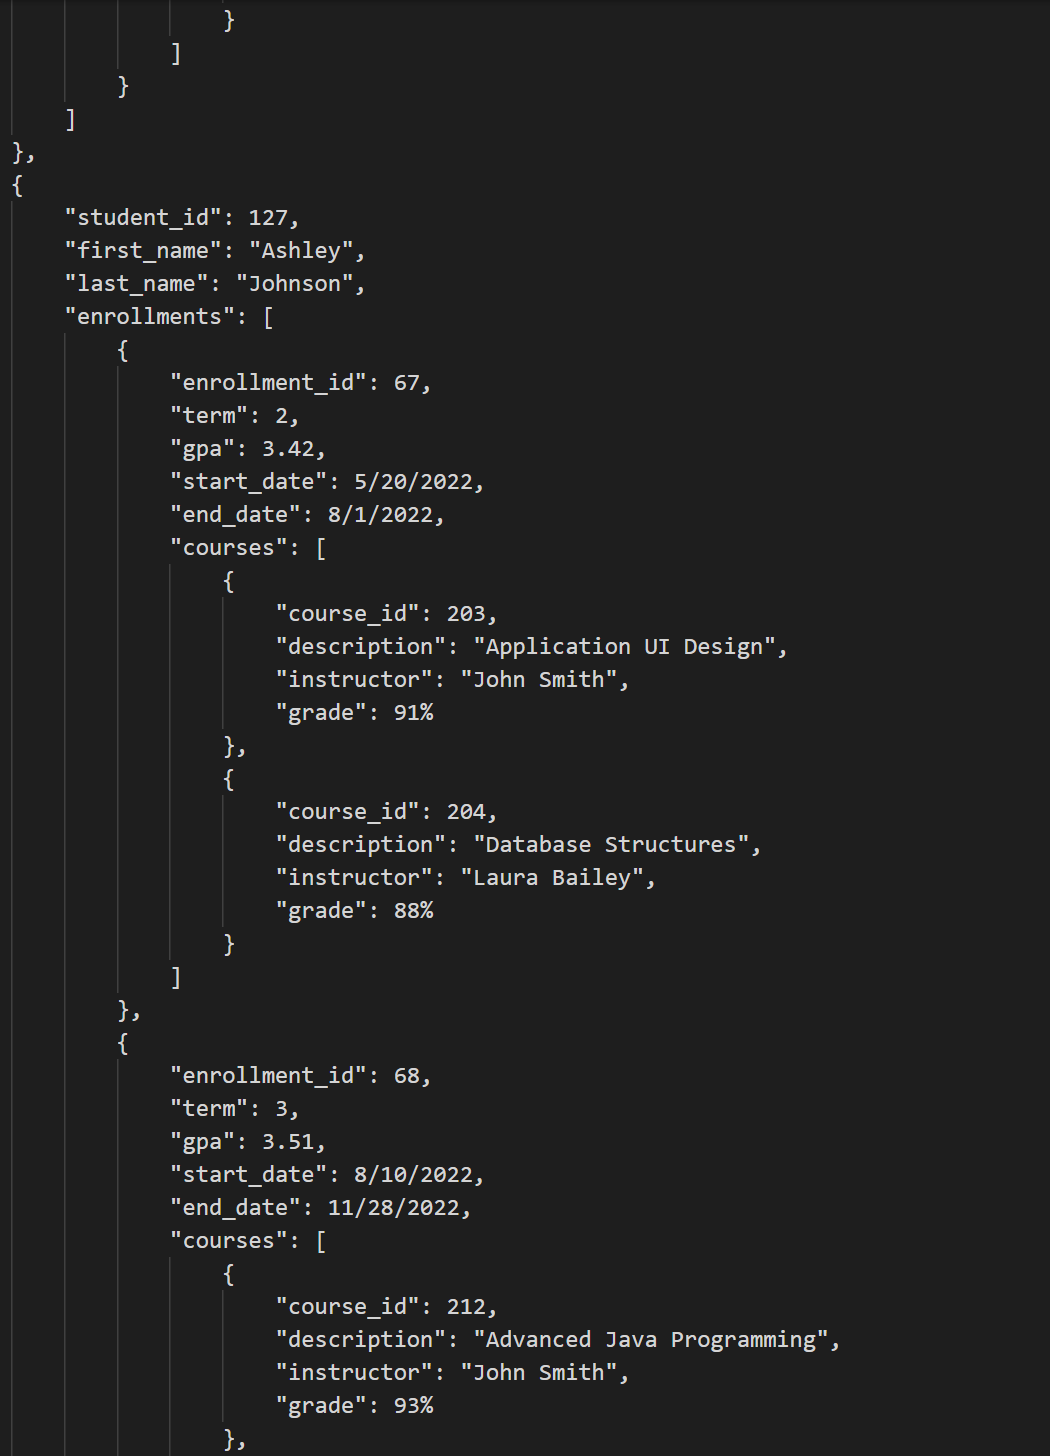 }
]
}
]
},
{
"student_id": 127,
"first_name": "Ashley",
"last_name": "Johnson",
"enrollments": [
{
"enrollment_id": 67,
"term": 2,
"gpa": 3.42,
"start_date": 5/20/2022,
"end_date": 8/1/2022,
"courses": [
{
"course_id": 203,
"description": "Application UI Design",
"instructor": "John Smith",
"grade": 91%
},
{
"course_id": 204,
"description": "Database Structures",
"instructor": "Laura Bailey",
"grade": 88%
}
]
},
{
"enrollment_id": 68,
"term": 3,
"gpa": 3.51,
"start_date": 8/10/2022,
"end_date": 11/28/2022,
"courses": [
{
"course_id": 212,
"description": "Advanced Java Programming",
"instructor": "John Smith",
"grade": 93%
},